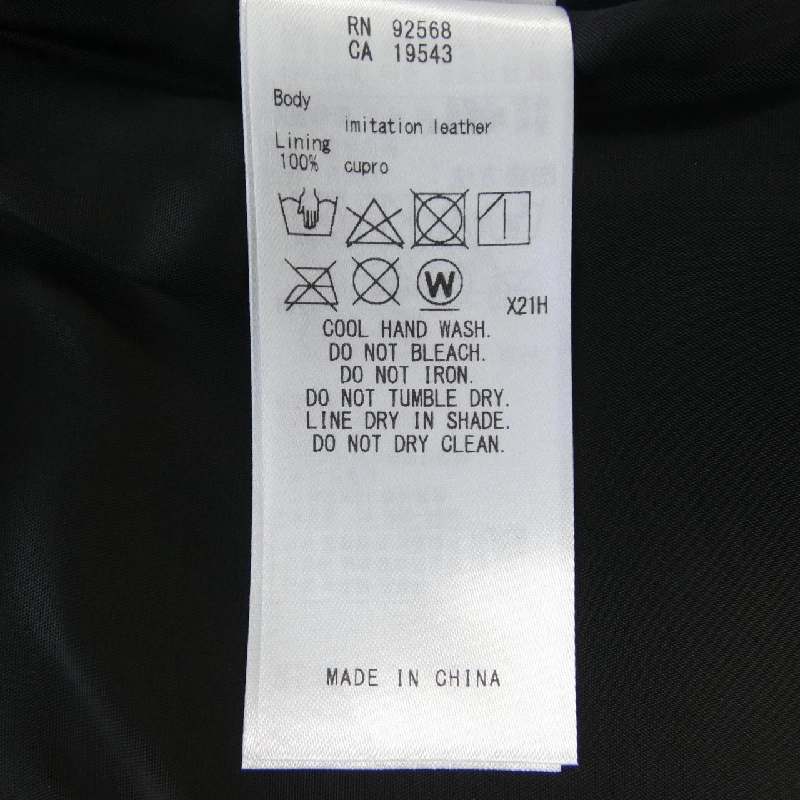 RN 92568
CA 19543
Body
imitation leather
Lining
100% cupro
W
X21H
COOL HAND WASH.
DO NOT BLEACH.
DO NOT IRON.
DO NOT TUMBLE DRY.
LINE DRY IN SHADE.
DO NOT DRY CLEAN.
MADE IN CHINA